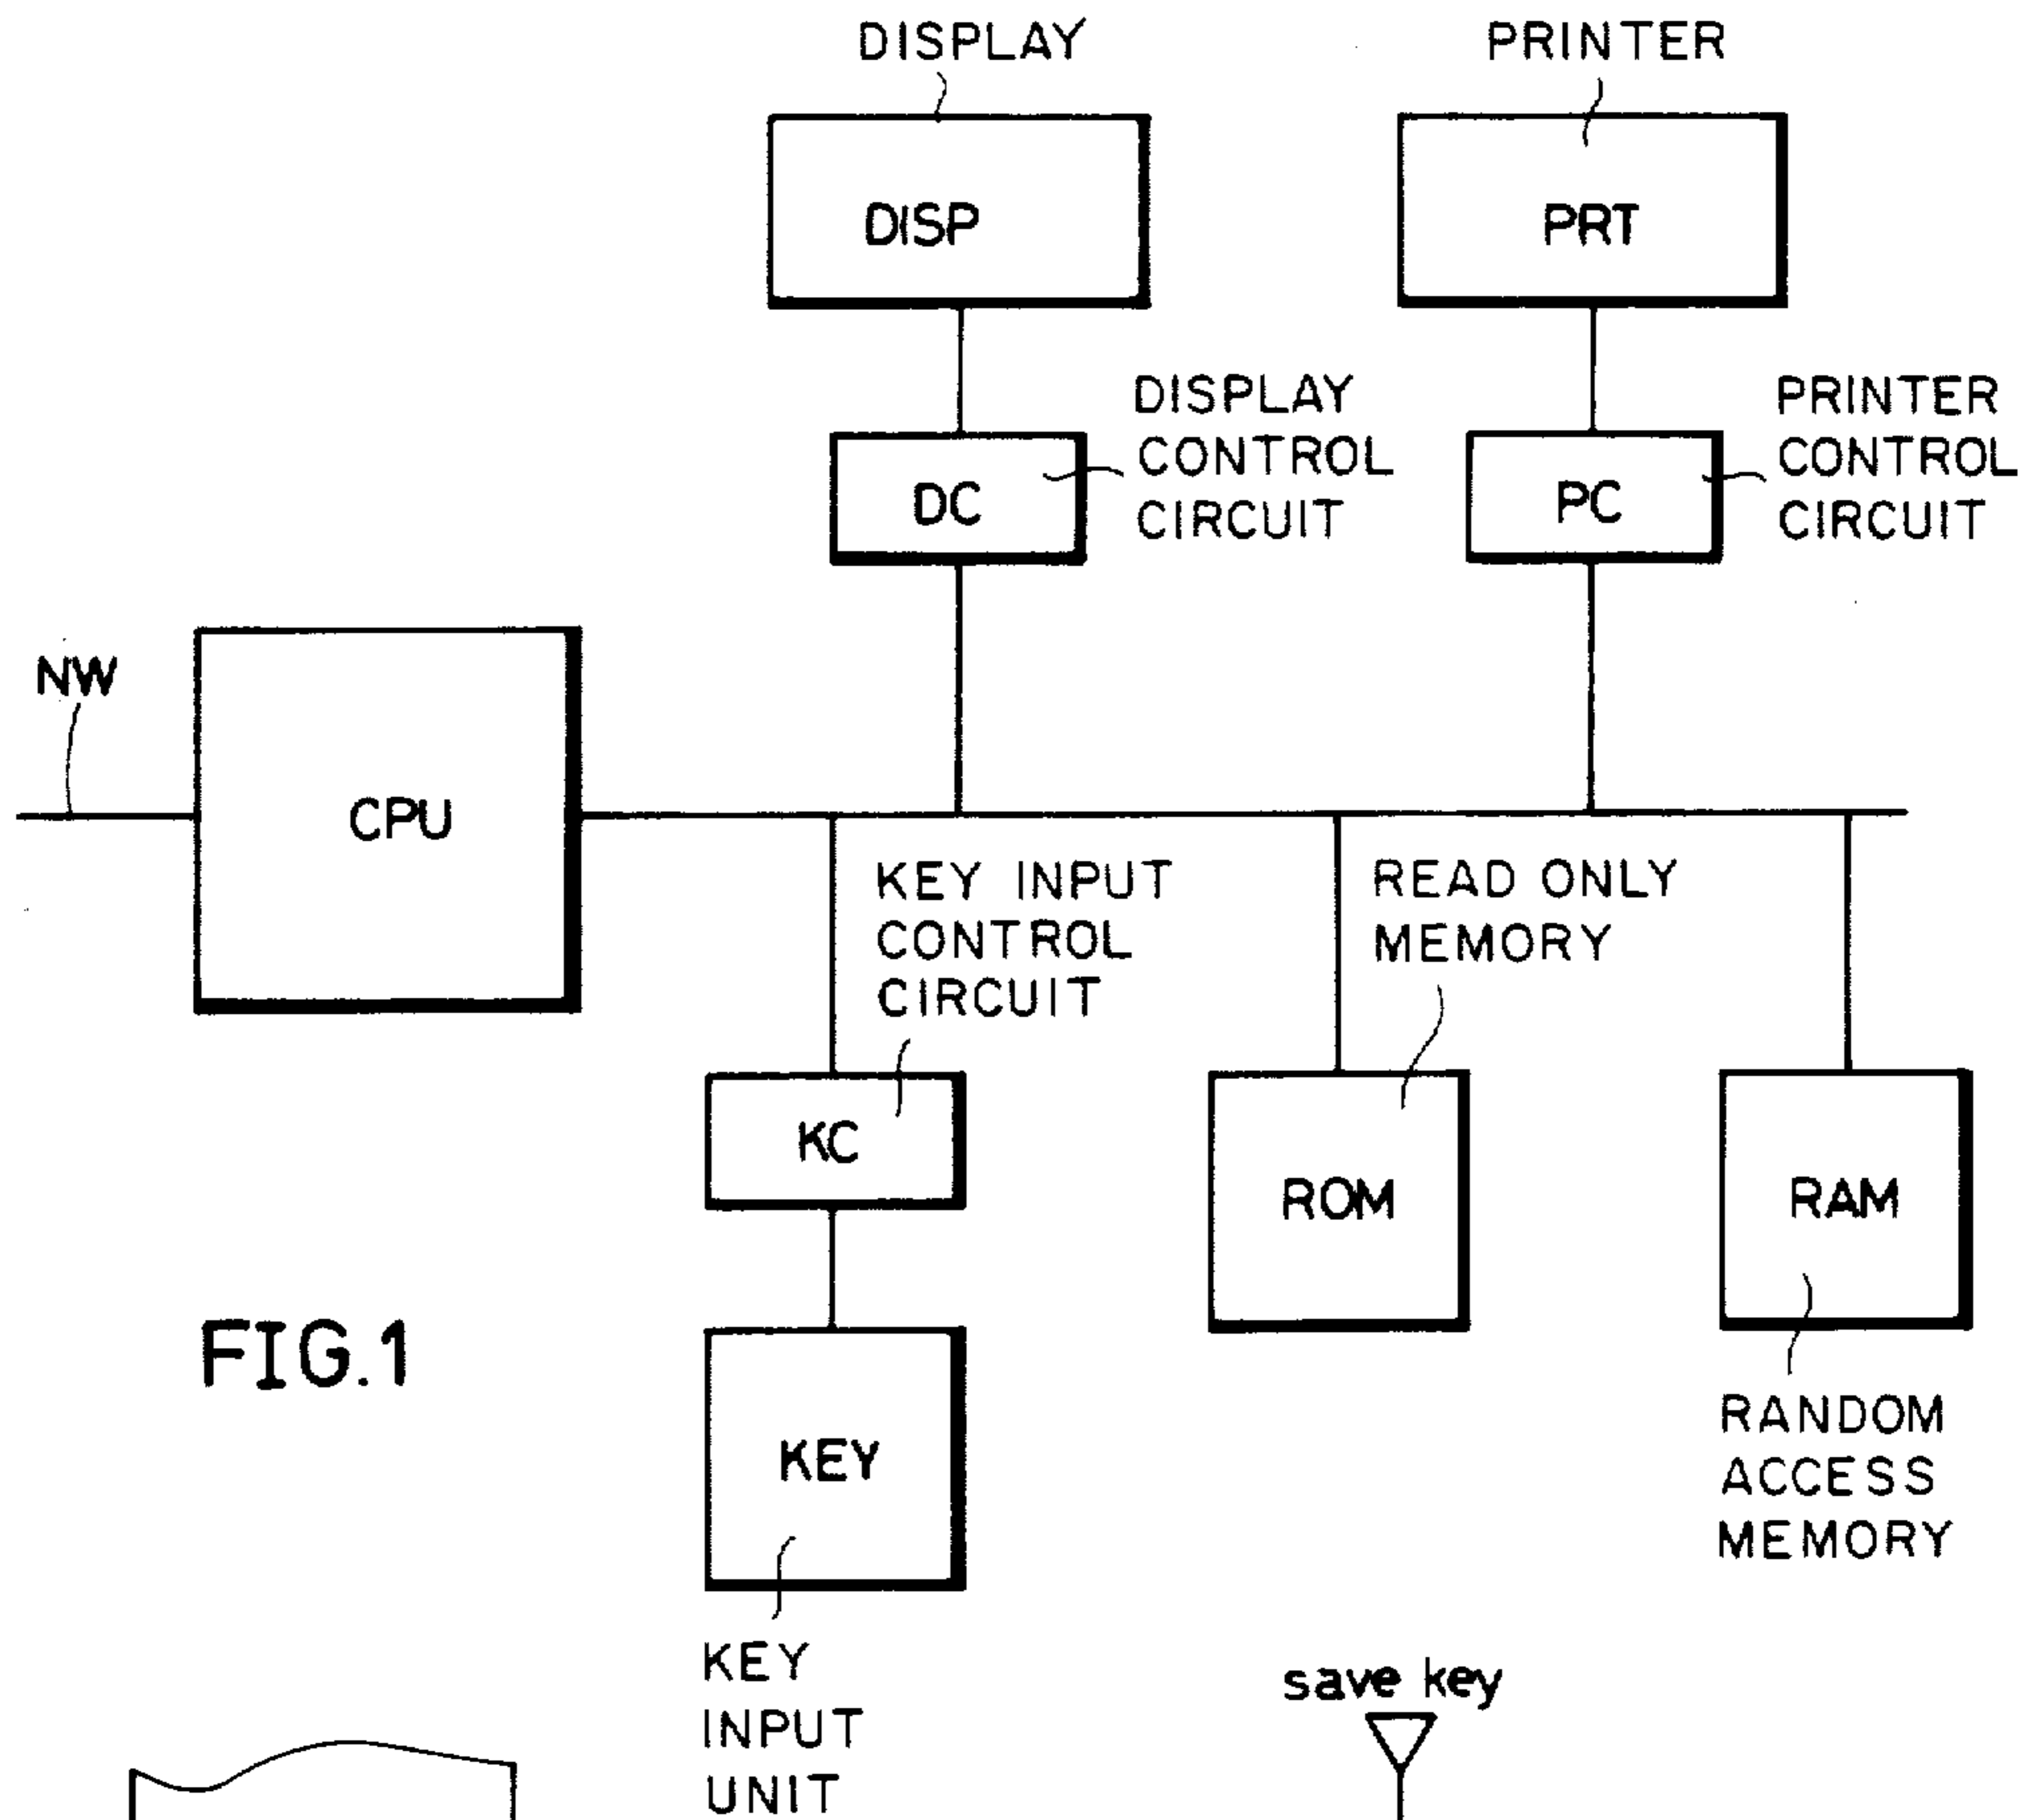 DISPLAY
PRINTER
DISP
PRT
DISPLAY
CONTROL
CIRCUIT
PRINTER
CONTROL
CIRCUIT
DC
PC
NW
CPU
KEY INPUT
CONTROL
CIRCUIT
READ ONLY
MEMORY
KC
ROM
RAM
FIG.1
KEY
RANDOM
ACCESS
MEMORY
KEY
INPUT
UNIT
save key